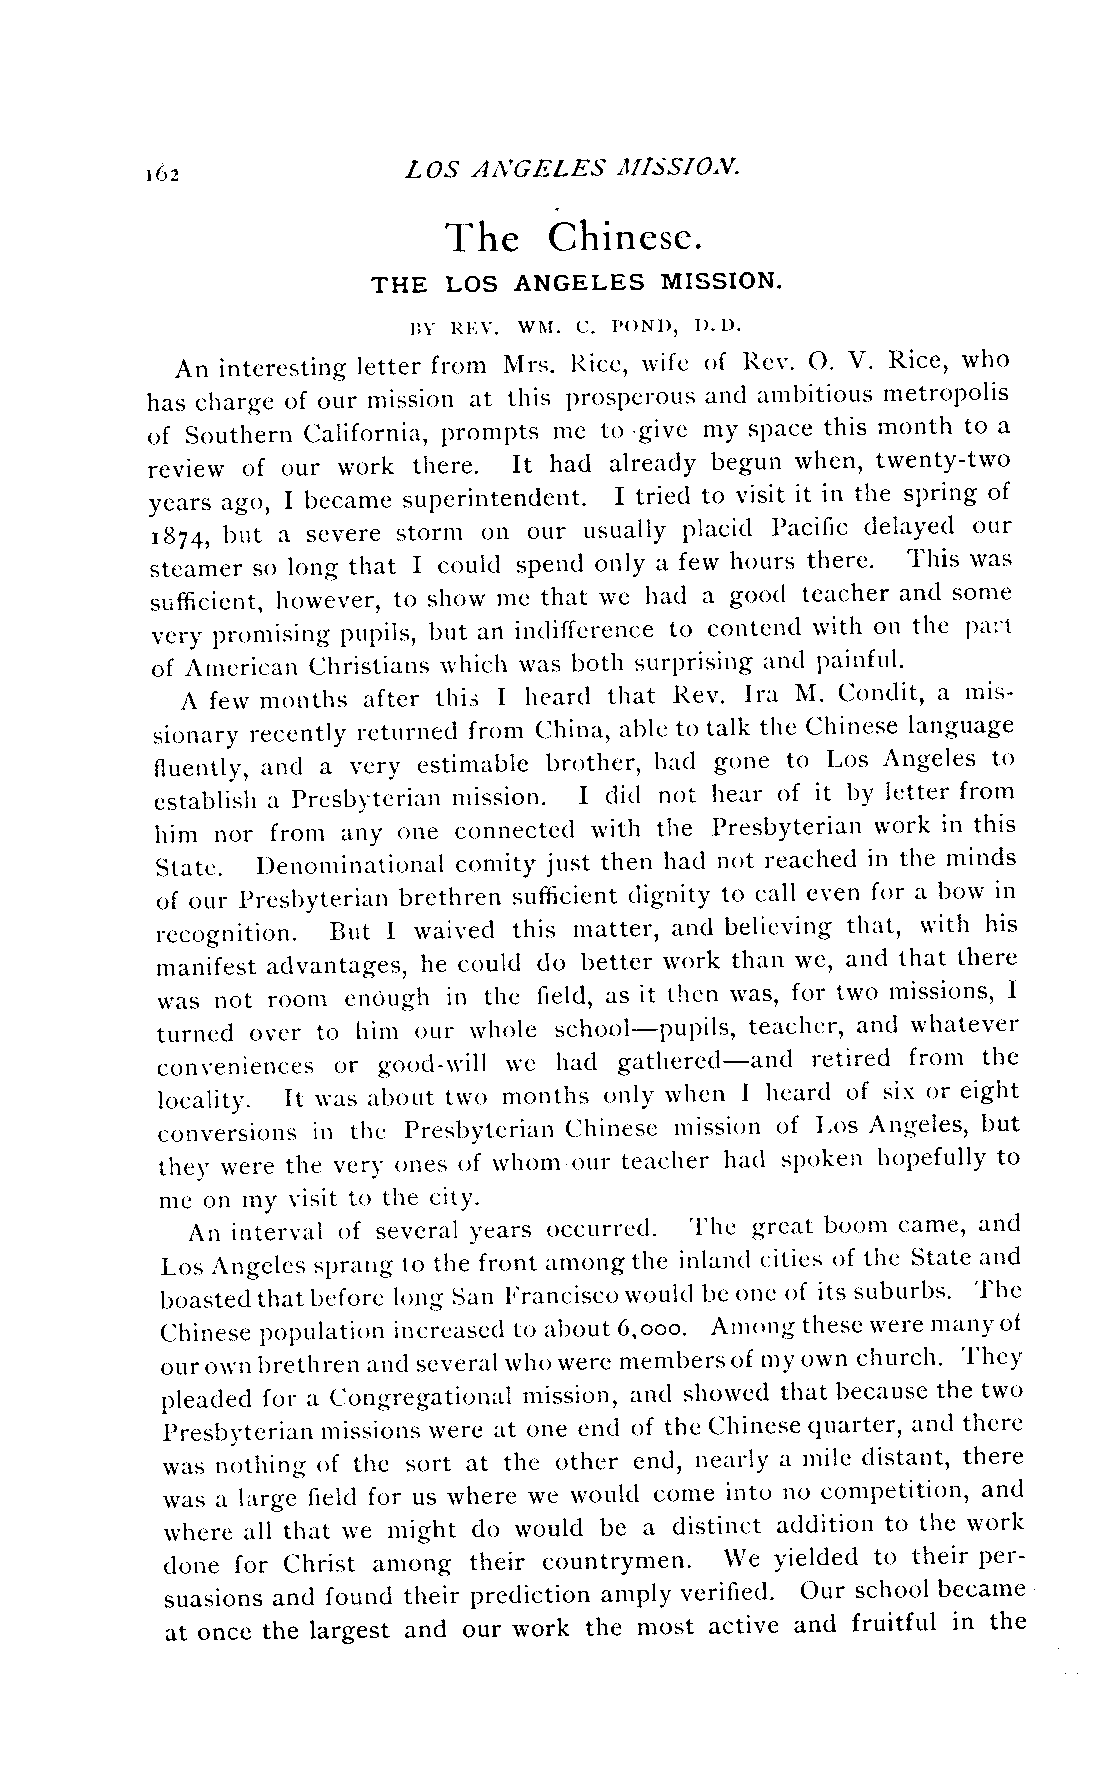 162 LOS ANGELES MISSION.
The Chinese.
THE LOS ANGELES MISSION.
BY REV. WM. C. POND, D.D.
An interesting letter from Mrs. Rice, wife of Rev. O. V. Rice, who
has charge of our mission at this prosperous and ambitious metropolis
of Southern California, prompts me to give my space this month to a
review of our work there. It had already begun when, twenty-two
years ago, I became superintendent. I tried to visit it in the spring of
1874, but a severe storm on our usually placid Pacific delayed our
steamer so long that I could spend only a few hours there. This was
sufficient, however, to show me that we had a good teacher and some
very promising pupils, but an indifference to contend with on the part
of American Christians which was both surprising and painful.
A few months after this I heard that Rev. Ira M. Condit, a mis-
sionary recently returned from China, able to talk the Chinese language
fluently, and a very estimable brother, had gone to Los Angeles to
establish a Presbyterian mission. I did not hear of it by letter from
him nor from any one connected with the Presbyterian work in this
State. Denominational comity just then had not reached in the minds
of our Presbyterian brethren sufficient dignity to call even for a bow in
recognition. But I waived this matter, and believing that, with his
manifest advantages, he could do better work than we, and that there
was not room enough in the field, as it then was, for two missions, I
turned over to him our whole school—pupils, teacher, and whatever
conveniences or good-will we had gathered—and retired from the
locality. It was about two months only when I heard of six or eight
conversions in the Presbyterian Chinese mission of Los Angeles, but
they were the very ones of whom our teacher had spoken hopefully to
me on my visit to the city.
An interval of several years occurred. The great boom came, and
Los Angeles sprang to the front among the inland cities of the State and
boasted that before long San Francisco would be one of its suburbs. The
Chinese population increased to about 6,000. Among these were many of
our own brethren and several who were members of my own church. They
pleaded for a Congregational mission, and showed that because the two
Presbyterian missions were at one end of the Chinese quarter, and there
was nothing of the sort at the other end, nearly a mile distant, there
was a large field for us where we would come into no competition, and
where all that we might do would be a distinct addition to the work
done for Christ among their countrymen. We yielded to their per-
suasions and found their prediction amply verified. Our school became
at once the largest and our work the most active and fruitful in the